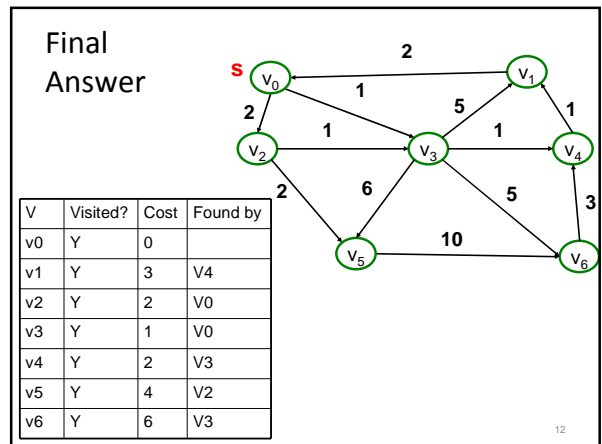 Final
Answer
s
v0
2
v1
2
1
5
1
v2
1
v3
1
v4
2
6
5
3
v5
10
v6
V Visited? Cost Found by
v0 Y 0
v1 Y 3 V4
v2 Y 2 V0
v3 Y 1 V0
v4 Y 2 V3
v5 Y 4 V2
v6 Y 6 V3
12